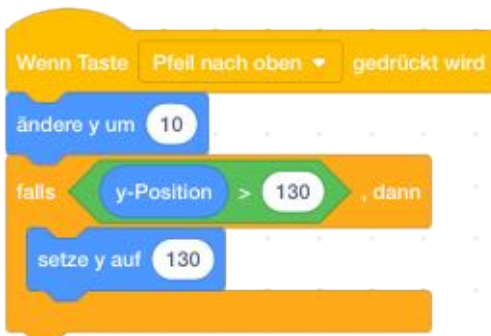 Wenn Taste Pfeil nach oben gedrückt wird
ändere y um 10
falls y-Position > 130 , dann
setze y auf 130